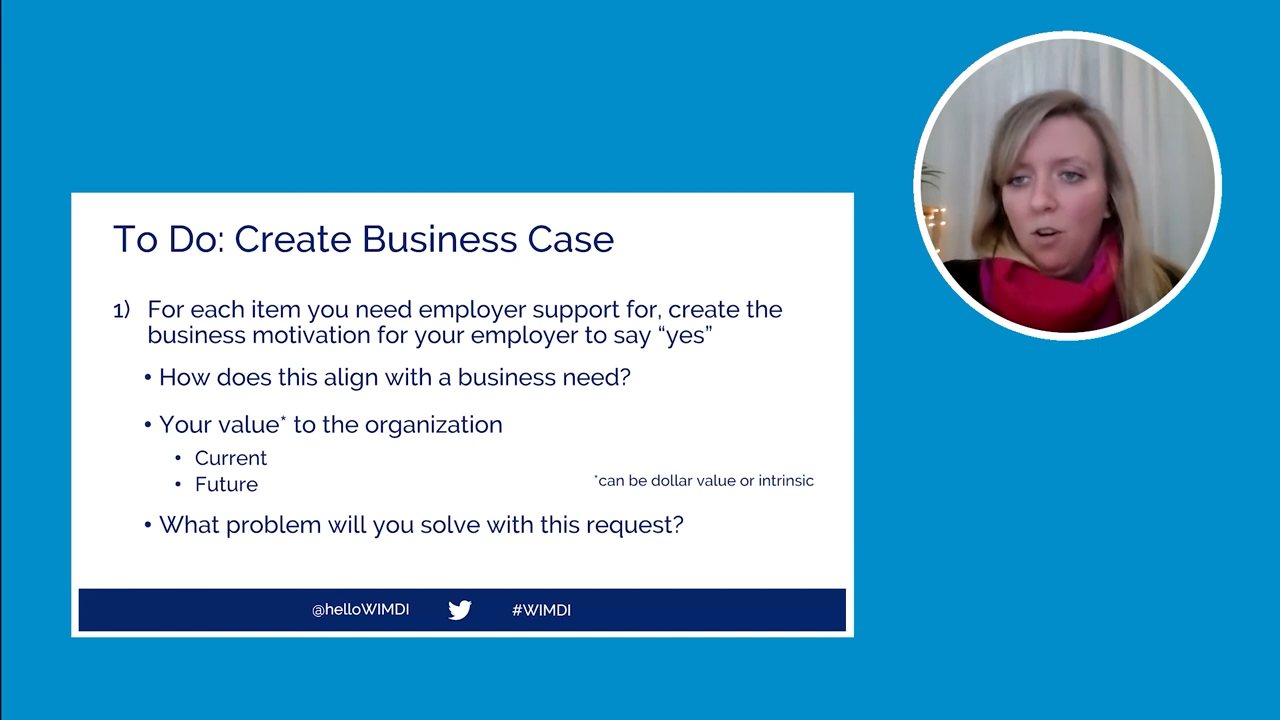 To Do: Create Business Case
1) For each item you need employer support for, create the
business motivation for your employer to say “yes”
• How does this align with a business need?
• Your value* to the organization
• Current
• Future
*can be dollar value or intrinsic
• What problem will you solve with this request?
@helloWIMDI #WIMDI